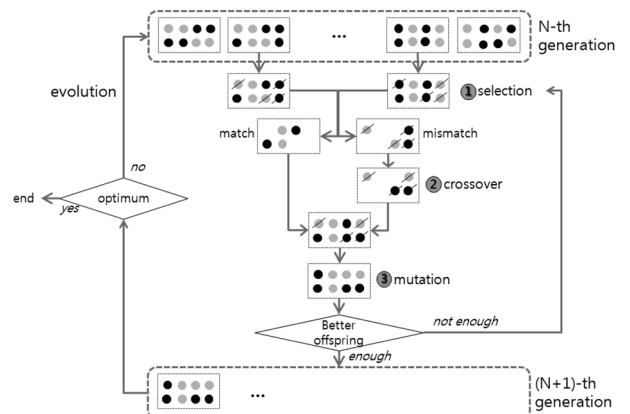 N-th
generation
...
evolution
1 selection
match
mismatch
2 crossover
no
end
yes
optimum
3 mutation
Better
offspring
not enough
enough
...
(N+1)-th
generation